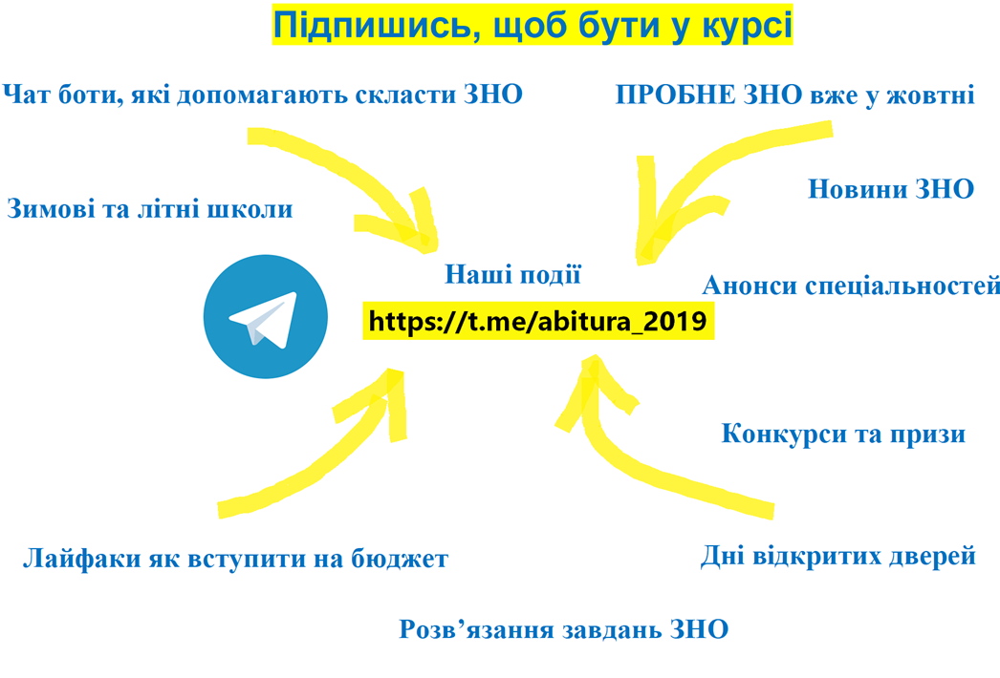 Підпишись, щоб бути у курсі
Чат боти, які допомагають скласти ЗНО
ПРОБНЕ ЗНО вже у жовтні
Новини ЗНО
Зимові та літні школи
Наші події
Анонси спеціальностей
https://t.me/abitura_2019
Конкурси та призи
Лайфаки як вступити на бюджет
Дні відкритих дверей
Розв’язання завдань ЗНО